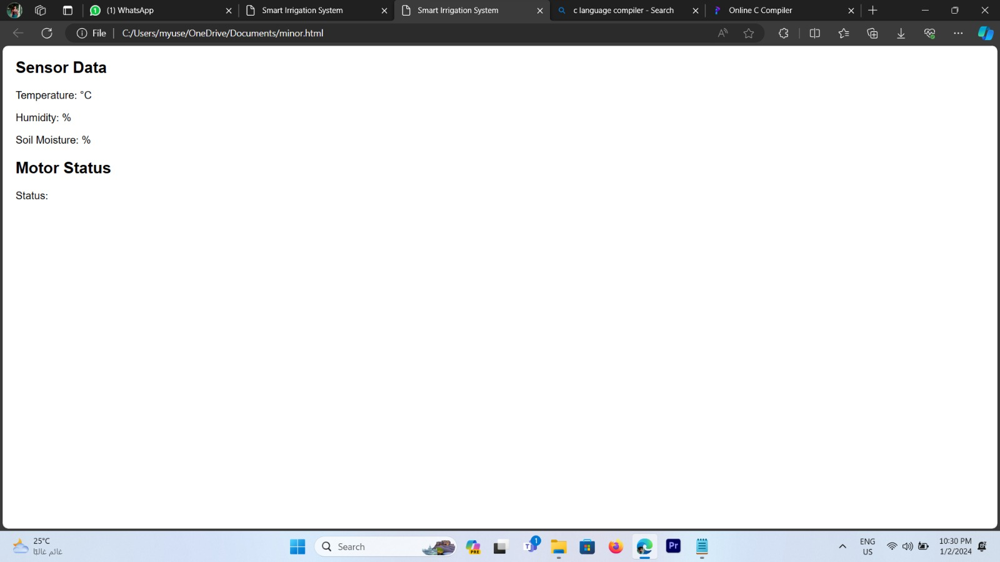 (1) WhatsApp
Smart Irrigation System
Smart Irrigation System
c language compiler - Search
Online C Compiler
File
C:/Users/myuse/OneDrive/Documents/minor.html
Sensor Data
Temperature: °C
Humidity: %
Soil Moisture: %
Motor Status
Status:
25°C
غائم غالبًا
Search
PRE
1
Pr
ENG
US
10:30 PM
1/2/2024